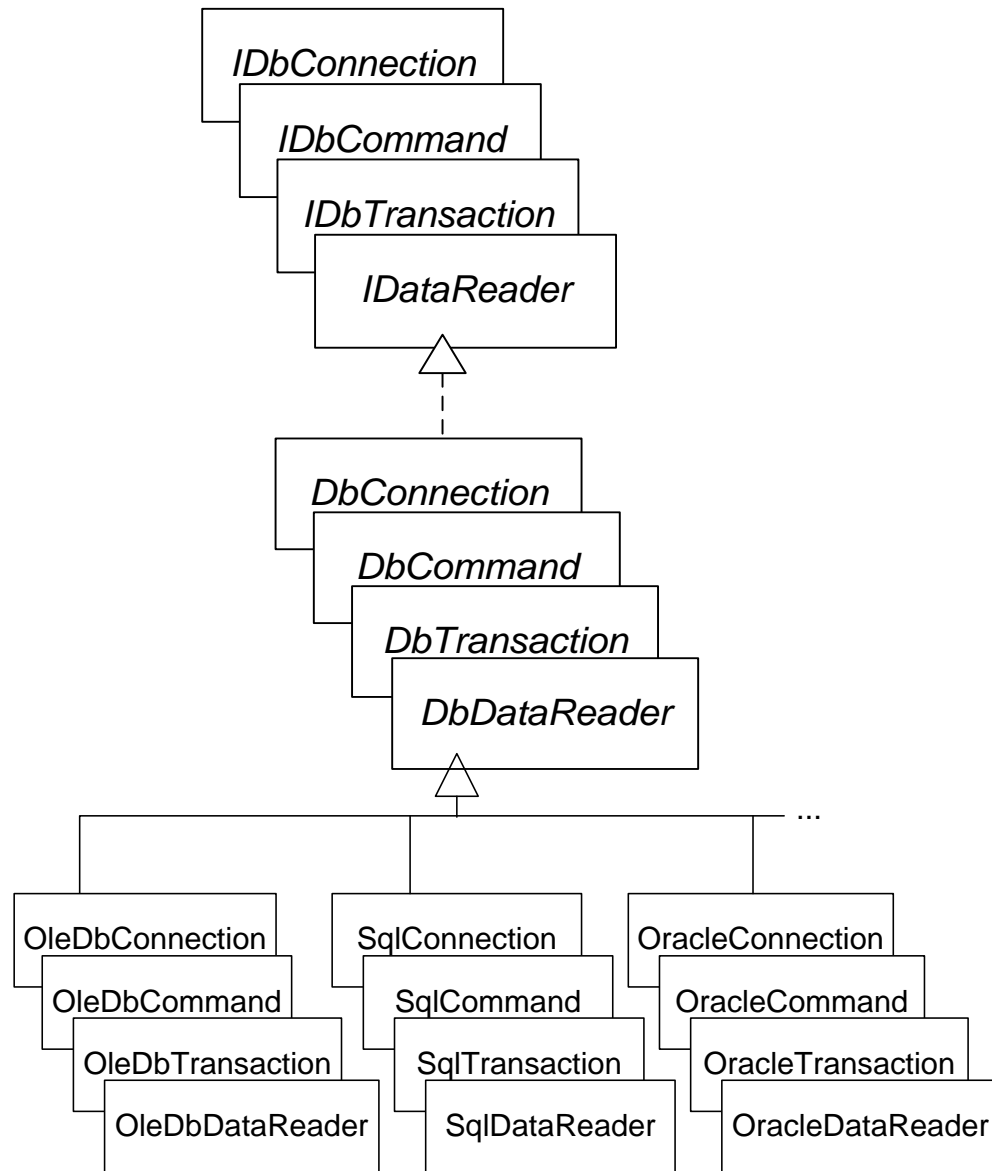 IDbConnection
IDbCommand
IDbTransaction
IDataReader
DbConnection
DbCommand
DbTransaction
DbDataReader
...
OleDbConnection
OleDbCommand
OleDbTransaction
OleDbDataReader
SqlConnection
SqlCommand
SqlTransaction
SqlDataReader
OracleConnection
OracleCommand
OracleTransaction
OracleDataReader